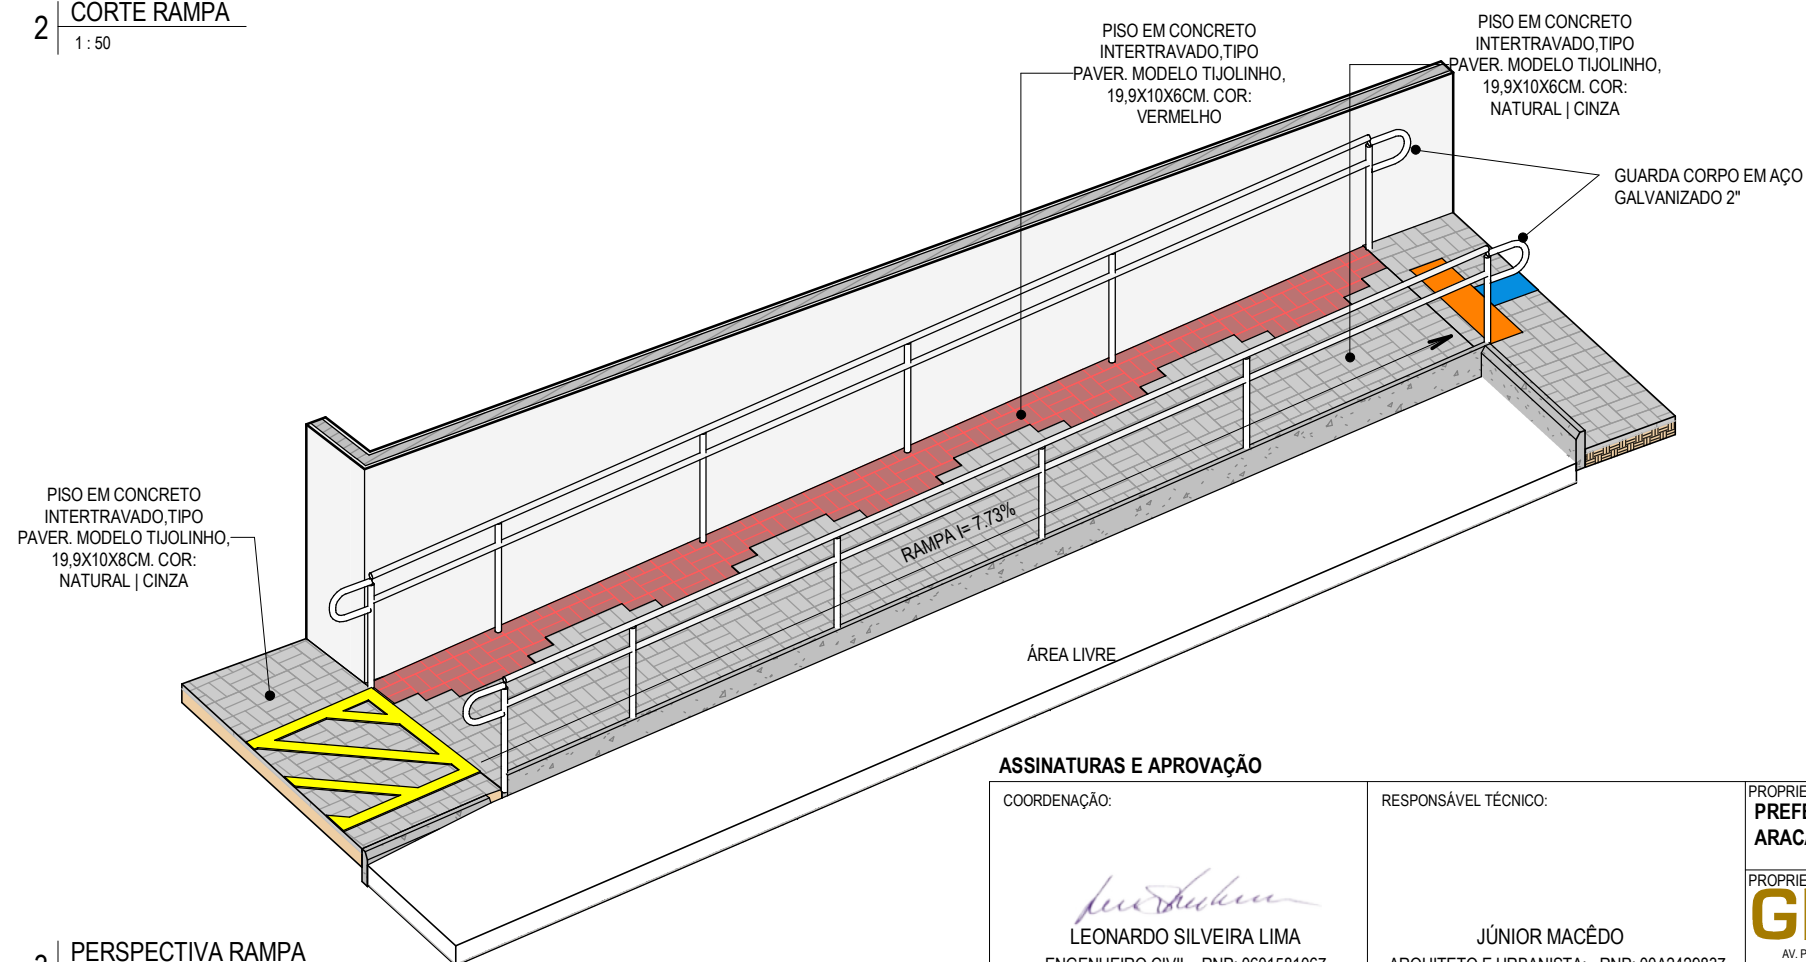 2 CORTE RAMPA
1 : 50
PISO EM CONCRETO
INTERTRAVADO,TIPO
PAVER. MODELO TIJOLINHO,
19,9X10X6CM. COR:
VERMELHO
PISO EM CONCRETO
INTERTRAVADO,TIPO
PAVER. MODELO TIJOLINHO,
19,9X10X6CM. COR:
NATURAL | CINZA
GUARDA CORPO EM AÇO
GALVANIZADO 2"
PISO EM CONCRETO
INTERTRAVADO,TIPO
PAVER. MODELO TIJOLINHO,
19,9X10X8CM. COR:
NATURAL | CINZA
RAMPA I= 7.73%
ÁREA LIVRE
ASSINATURAS E APROVAÇÃO
COORDENAÇÃO:
LEONARDO SILVEIRA LIMA
RESPONSÁVEL TÉCNICO:
JÚNIOR MACÊDO
PROPRIE
PREFE
ARACA
PROPRIE
G
AV. P
PERSPECTIVA RAMPA